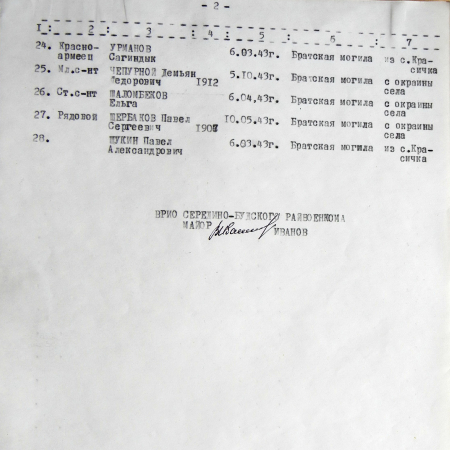 - 2 -
1 : 2 : 3 : 4 : 5 : 6 : 7
24. Красно- УРМАНОВ 6.03.43г. Братская могила из с.Кра-
армеец Сагиндык сичка
25. Мл.с-нт ЧЕПУРНОЙ Демьян 5.10.43г. Братская могила с окраины
Федорович 1912 села
26. Ст.с-нт ШАЛОМБЕКОВ 6.04,43г. Братская могила с окраины
Ельга села
27. Рядовой ЩЕРБАКОВ Павел 10.05.43г. Братская могила с окраины
Сергеевич 1907 села
28. ЩУКИН Павел 6.03.43г. Братская могила из с.Кра-
Александрович сичка
ВРИО СЕРЕДИНО-БУДСКОГО РАЙВОЕНКОМА
МАЙОР ИВАНОВ